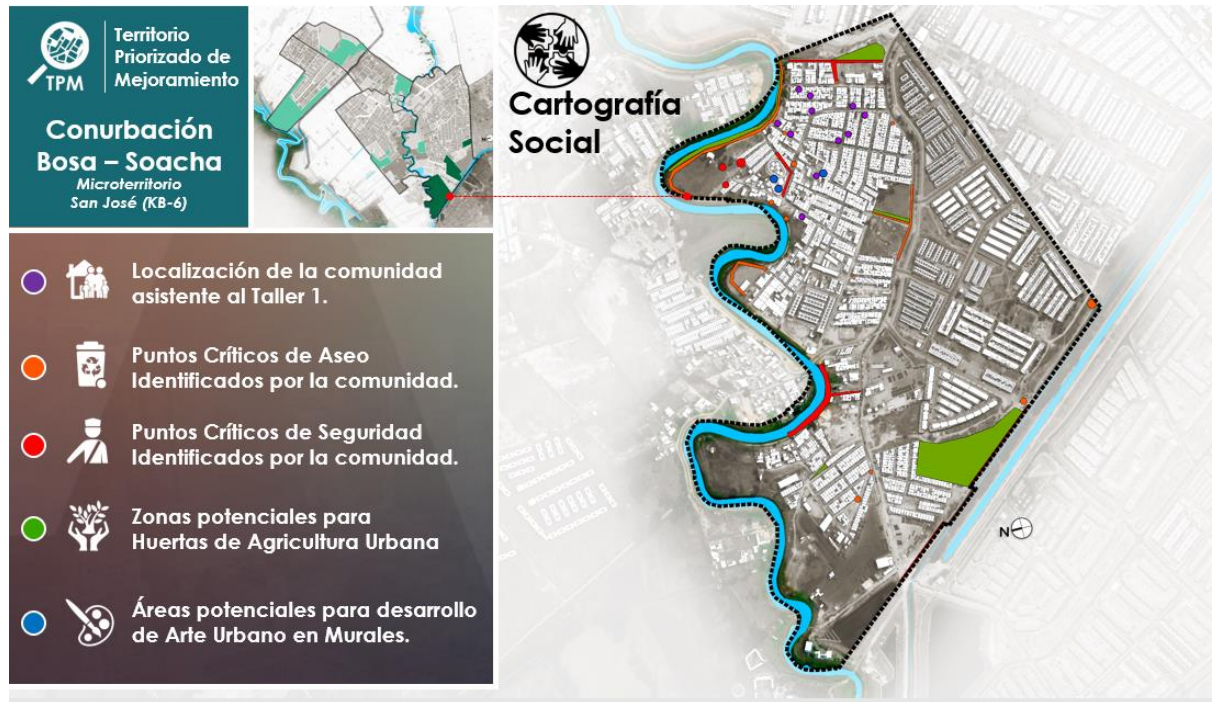 TPM
Territorio
Priorizado de
Mejoramiento
Conurbación
Bosa – Soacha
Microterritorio
San José (KB-6)
Cartografía
Social
Localización de la comunidad
asistente al Taller 1.
Puntos Críticos de Aseo
Identificados por la comunidad.
Puntos Críticos de Seguridad
Identificados por la comunidad.
Zonas potenciales para
Huertas de Agricultura Urbana
Áreas potenciales para desarrollo
de Arte Urbano en Murales.
N